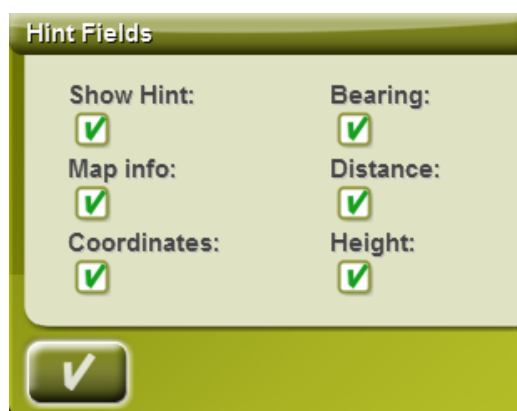 Hint Fields
Show Hint: Bearing:
Map info: Distance:
Coordinates: Height: